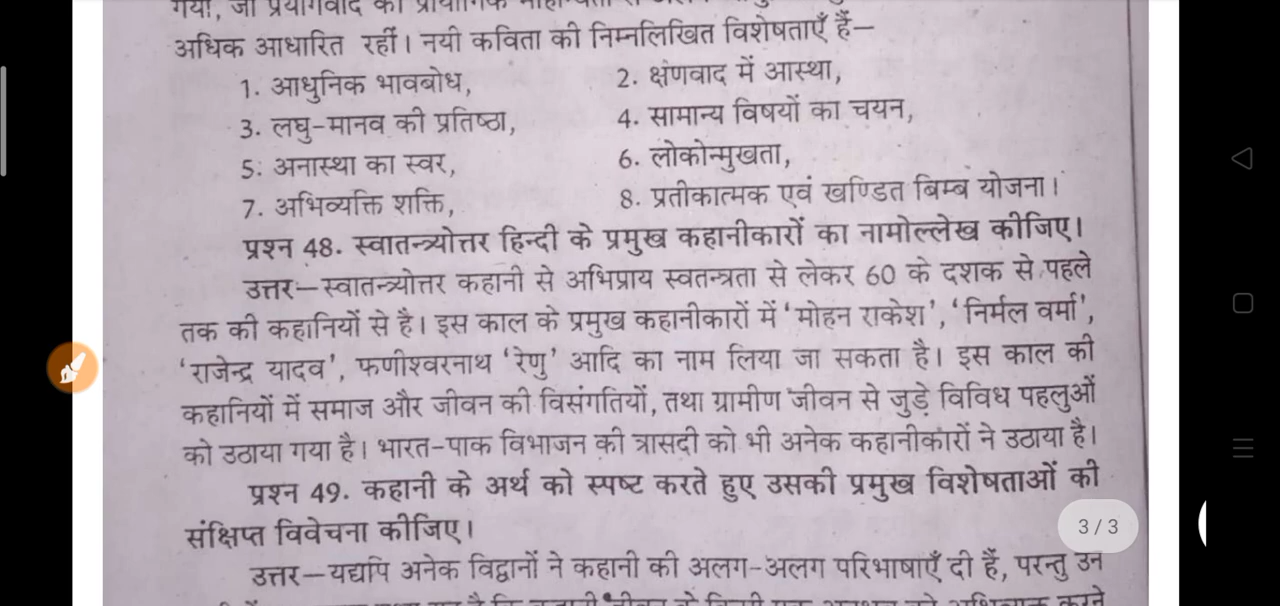 अधिक आधारित रहीं। नयी कविता की निम्नलिखित विशेषताएँ हैं—
1. आधुनिक भावबोध, 2. क्षंणवाद में आस्था,
3. लघु-मानव की प्रतिष्ठा, 4. सामान्य विषयों का चयन,
5: अनास्था का स्वर, 6. लोकोन्मुखता,
7. अभिव्यक्ति शक्ति, 8. प्रतीकात्मक एवं खण्डित बिम्ब योजना।
प्रश्न 48. स्वातन्त्र्योत्तर हिन्दी के प्रमुख कहानीकारों का नामोल्लेख कीजिए।
उत्तर—स्वातन्त्र्योत्तर कहानी से अभिप्राय स्वतन्त्रता से लेकर 60 के दशक से पहले
तक की कहानियों से है। इस काल के प्रमुख कहानीकारों में ‘मोहन राकेश’, ‘निर्मल वर्मा’,
‘राजेन्द्र यादव’, फणीश्वरनाथ ‘रेणु’ आदि का नाम लिया जा सकता है। इस काल की
कहानियों में समाज और जीवन की विसंगतियों, तथा ग्रामीण जीवन से जुड़े विविध पहलुओं
को उठाया गया है। भारत-पाक विभाजन की त्रासदी को भी अनेक कहानीकारों ने उठाया है।
प्रश्न 49. कहानी के अर्थ को स्पष्ट करते हुए उसकी प्रमुख विशेषताओं की
संक्षिप्त विवेचना कीजिए।
3 / 3
उत्तर—यद्यपि अनेक विद्वानों ने कहानी की अलग-अलग परिभाषाएँ दी हैं, परन्तु उन